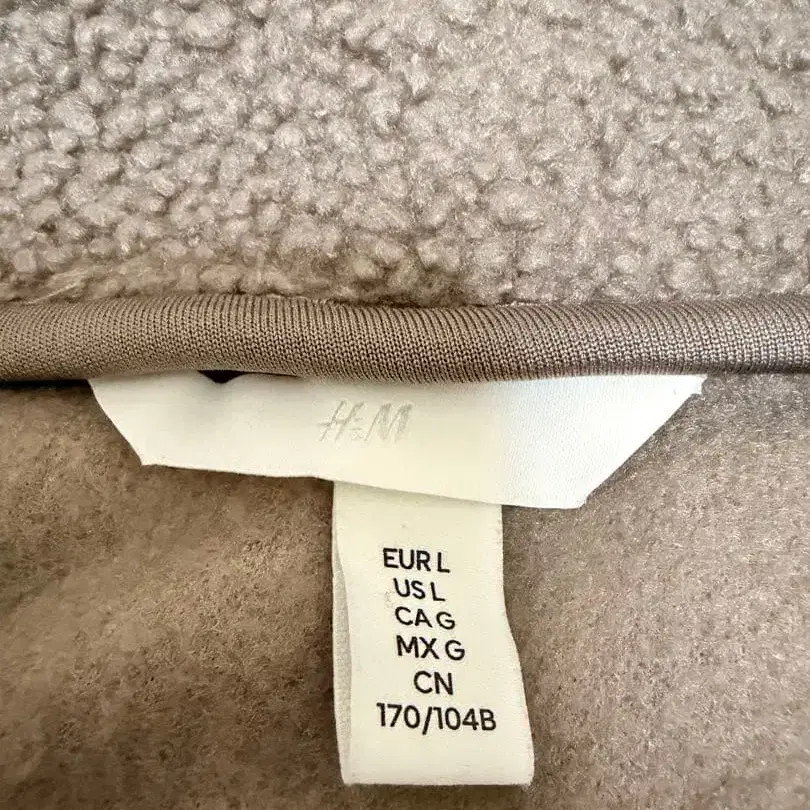 H&M
EUR L
US L
CA G
MX G
CN
170/104B